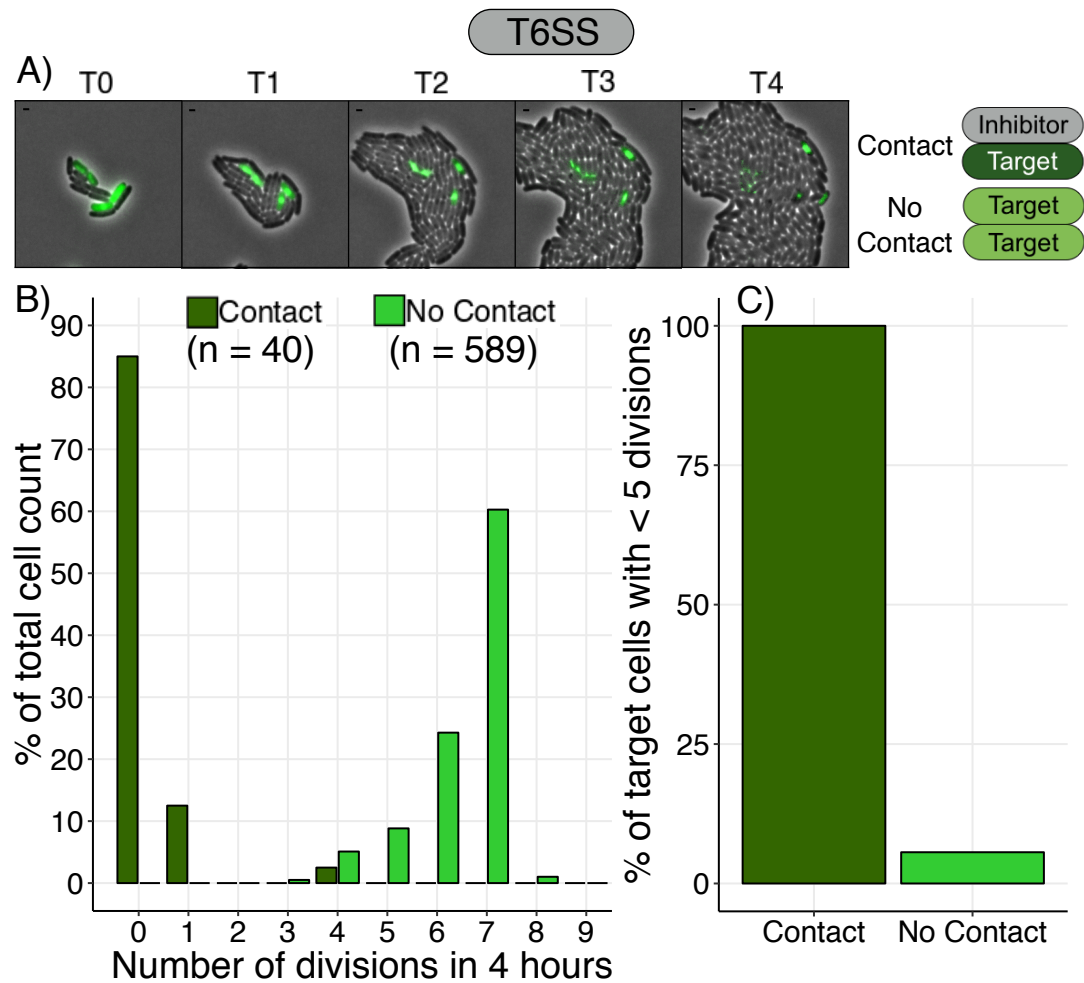 T6SS
A)
T0 T1 T2 T3 T4
Contact
Inhibitor
Target
No
Contact
Target
Target
B)
Contact
(n = 40)
No Contact
(n = 589)
% of total cell count
90
80
70
60
50
40
30
20
10
0
0 1 2 3 4 5 6 7 8 9
Number of divisions in 4 hours
C)
% of target cells with < 5 divisions
100
75
50
25
0
Contact No Contact